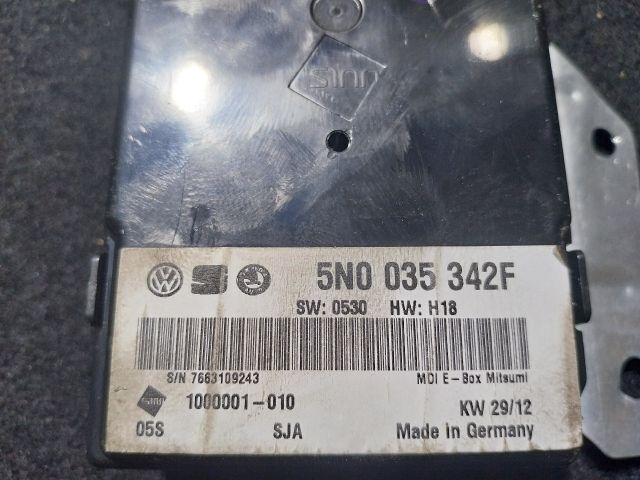 sinn
5N0 035 342F
SW: 0530 HW: H18
S/N 7663109243 MDI E-Box Mitsumi
sinn 1000001-010 KW 29/12
05S SJA Made in Germany